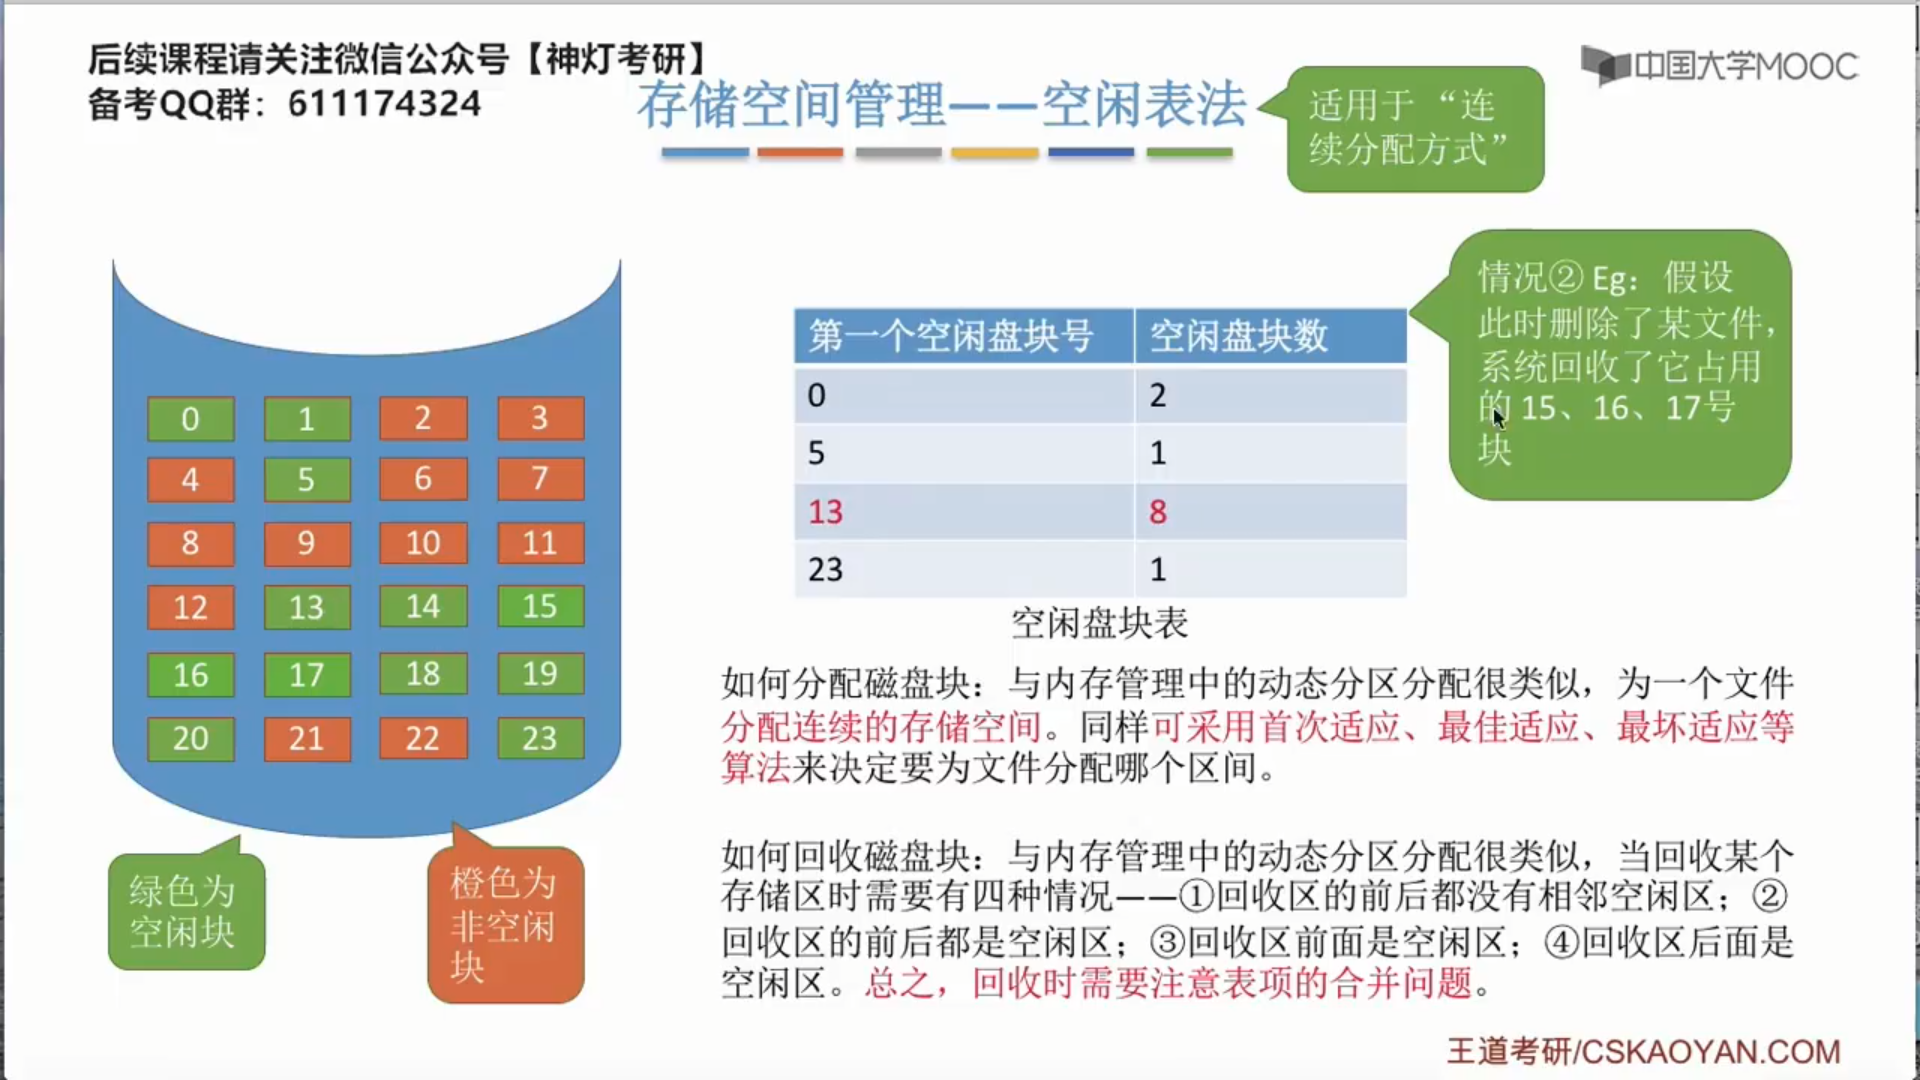 后续课程请关注微信公众号【神灯考研】
备考QQ群：611174324
中国大学MOOC
存储空间管理——空闲表法
适用于“连
续分配方式”
0 1 2 3
4 5 6 7
8 9 10 11
12 13 14 15
16 17 18 19
20 21 22 23
绿色为
空闲块
橙色为
非空闲
块
第一个空闲盘块号 空闲盘块数
0 2
5 1
13 8
23 1
空闲盘块表
情况② Eg：假设
此时删除了某文件，
系统回收了它占用
的 15、16、17号
块
如何分配磁盘块：与内存管理中的动态分区分配很类似，为一个文件
分配连续的存储空间。同样可采用首次适应、最佳适应、最坏适应等
算法来决定要为文件分配哪个区间。
如何回收磁盘块：与内存管理中的动态分区分配很类似，当回收某个
存储区时需要有四种情况——①回收区的前后都没有相邻空闲区；②
回收区的前后都是空闲区；③回收区前面是空闲区；④回收区后面是
空闲区。总之，回收时需要注意表项的合并问题。
王道考研/CSKAOYAN.COM